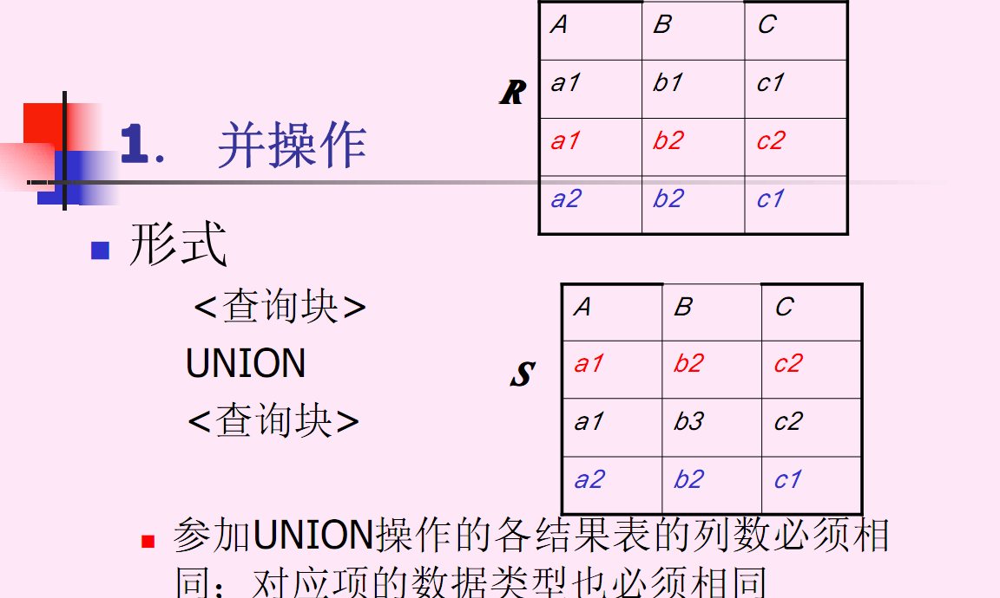 A B C
R
a1 b1 c1
a1 b2 c2
a2 b2 c1
1. 并操作
形式
<查询块>
UNION
<查询块>
A B C
S
a1 b2 c2
a1 b3 c2
a2 b2 c1
参加UNION操作的各结果表的列数必须相
同；对应项的数据类型也必须相同